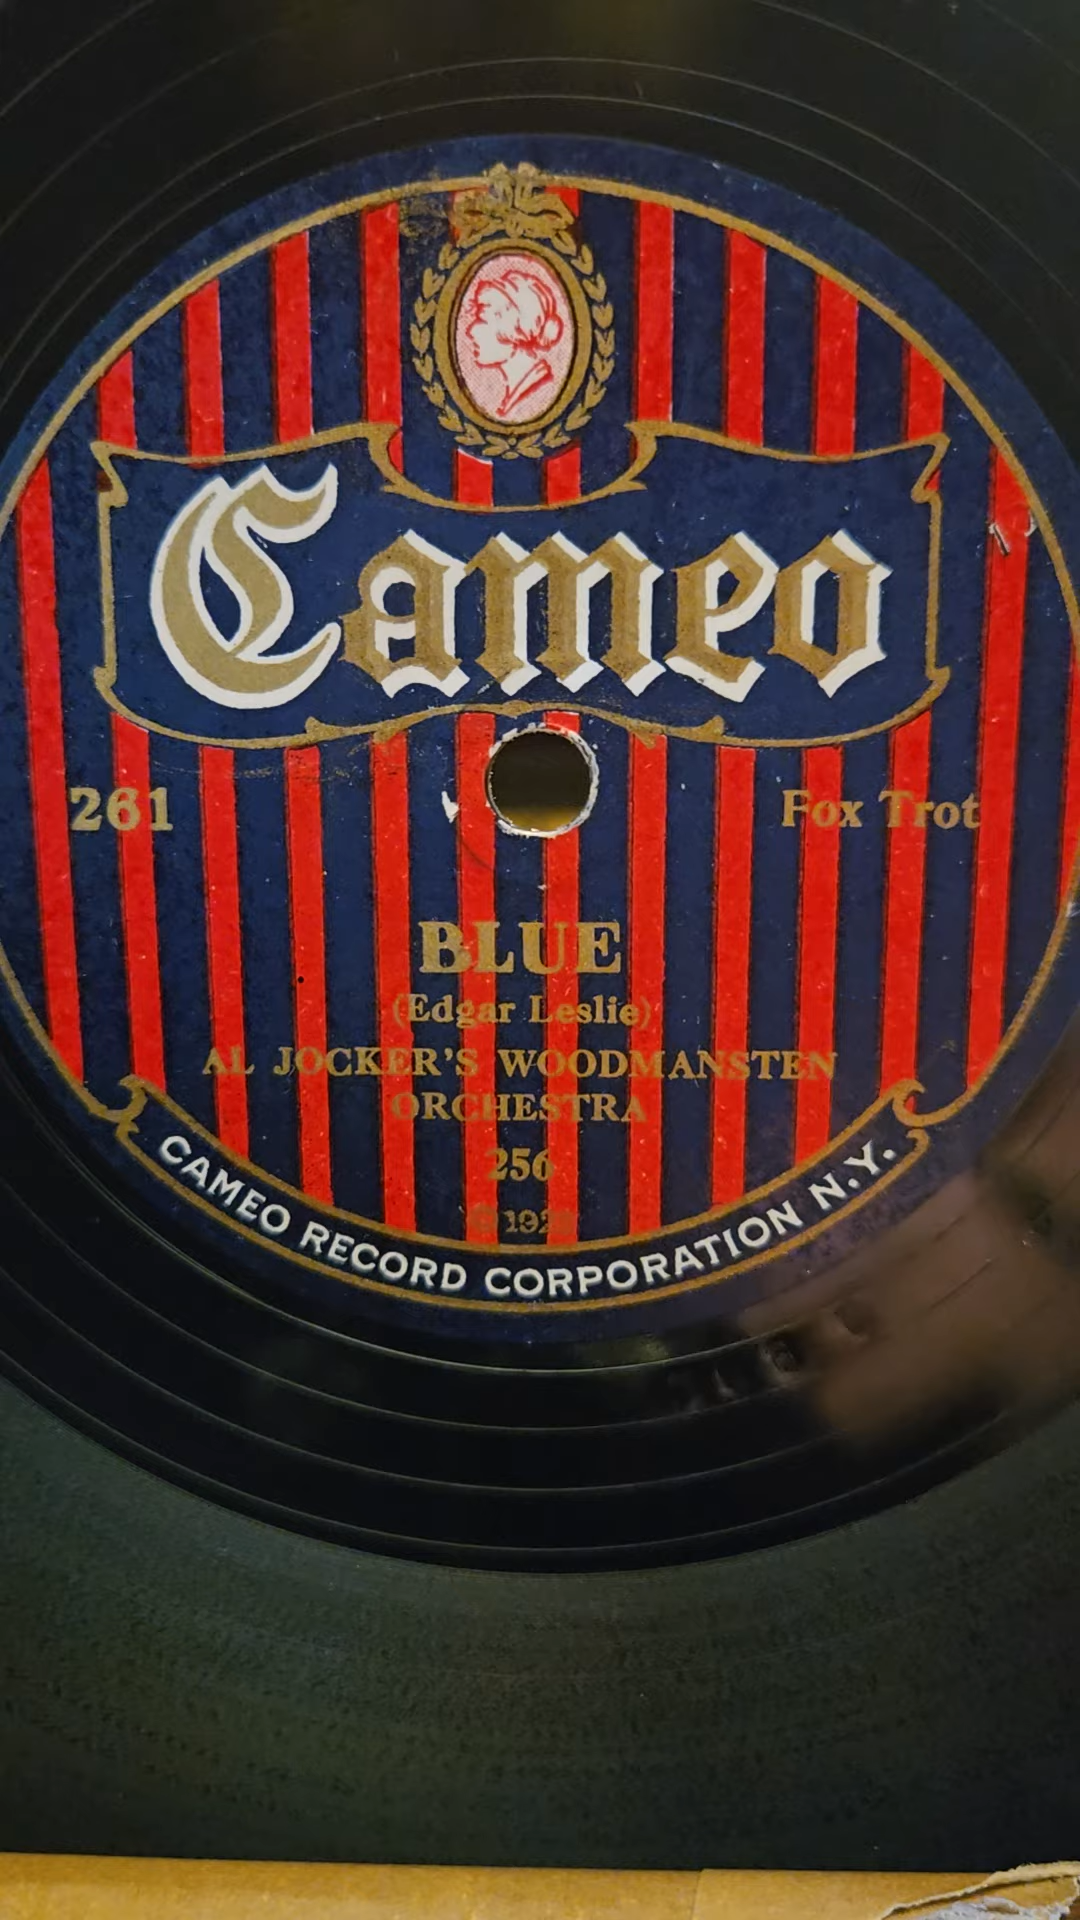 Cameo
261 Fox Trot
BLUE
(Edgar Leslie)
AL JOCKER'S WOODMANSTEN
ORCHESTRA
256
CAMEO RECORD CORPORATION N.Y.